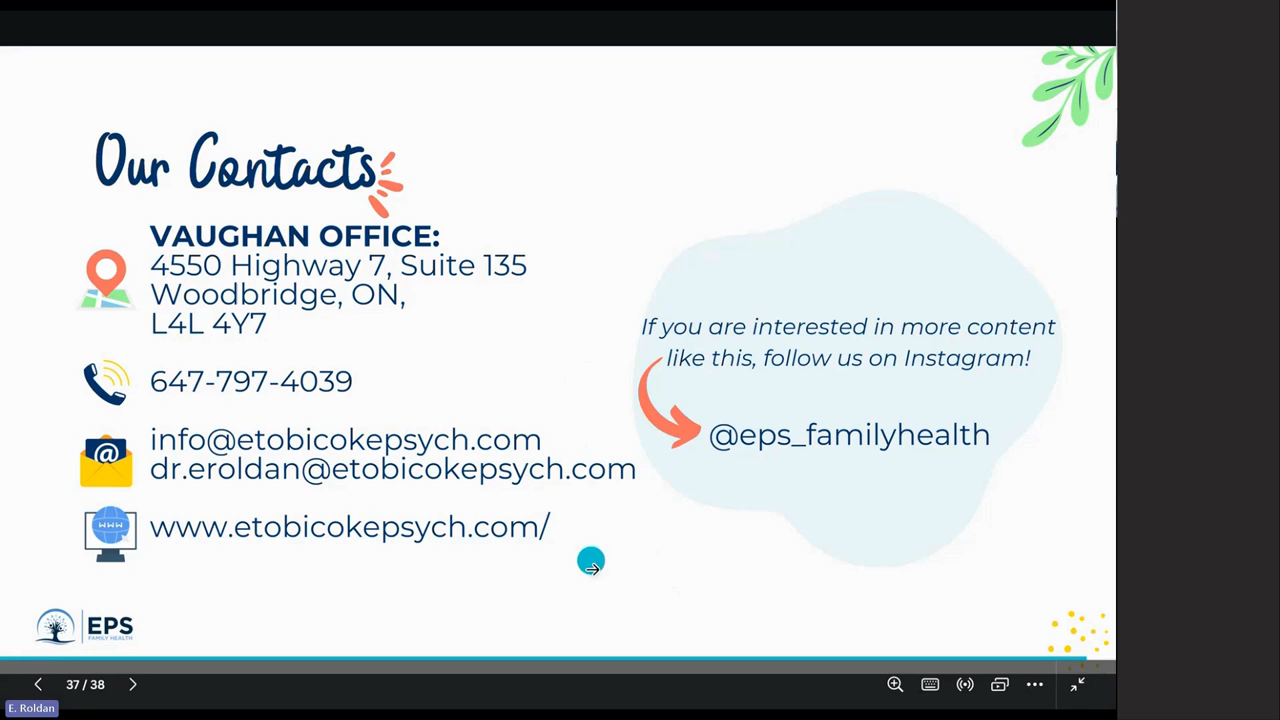 Our Contacts
VAUGHAN OFFICE:
4550 Highway 7, Suite 135
Woodbridge, ON,
L4L 4Y7
647-797-4039
@
info@etobicokepsych.com
dr.eroldan@etobicokepsych.com
WWW
www.etobicokepsych.com/
If you are interested in more content
like this, follow us on Instagram!
@eps_familyhealth
EPS
FAMILY HEALTH
37 / 38
E. Roldan